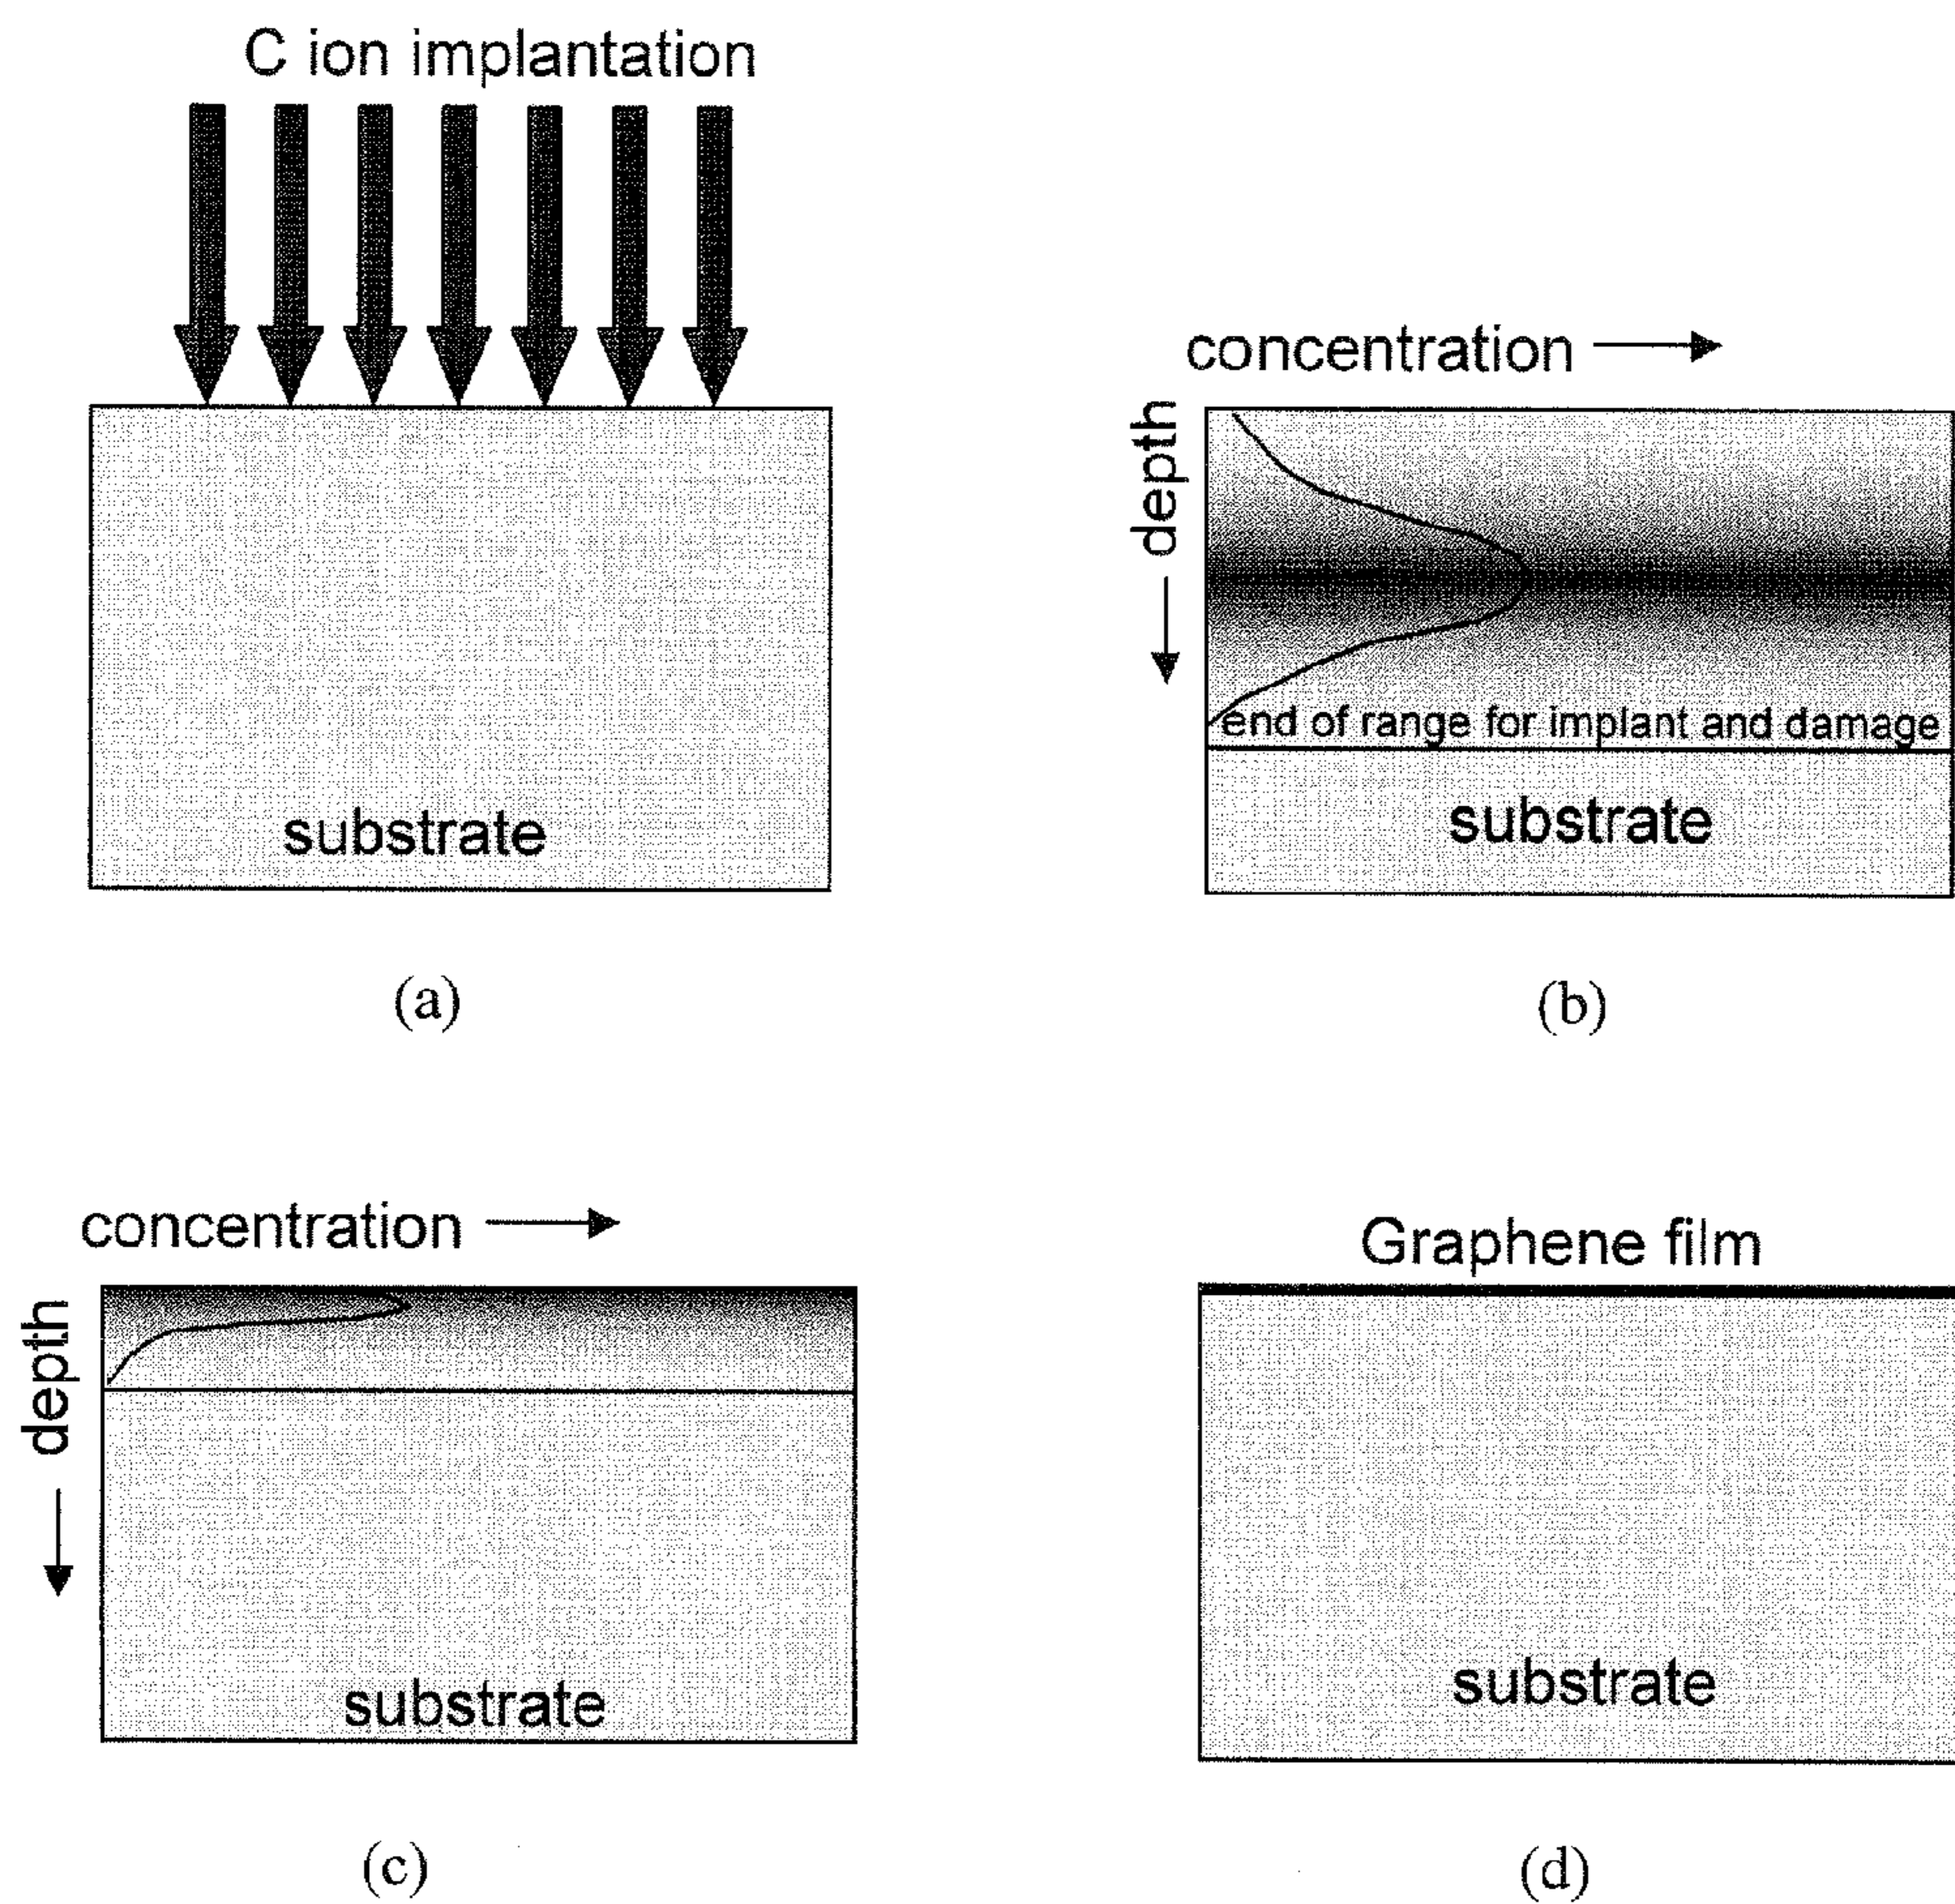 C ion implantation
substrate
(a)
concentration
depth
end of range for implant and damage
substrate
(b)
concentration
depth
substrate
(c)
Graphene film
substrate
(d)